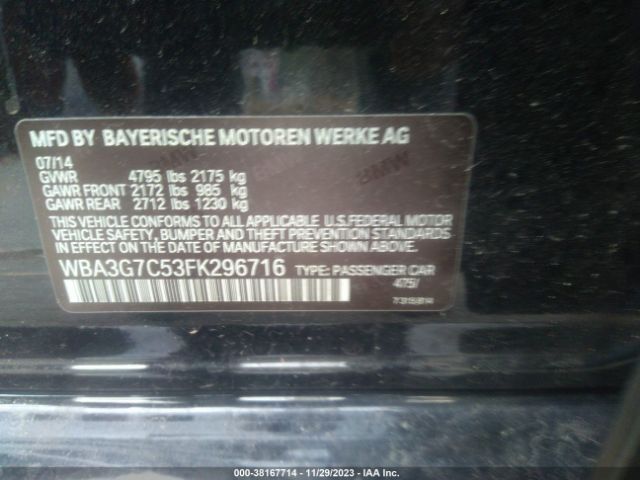 MFD BY BAYERISCHE MOTOREN WERKE AG
07/14
GVWR 4795 lbs 2175 kg
GAWR FRONT 2172 lbs 985 kg
GAWR REAR 2712 lbs 1230 kg
THIS VEHICLE CONFORMS TO ALL APPLICABLE U.S. FEDERAL MOTOR
VEHICLE SAFETY, BUMPER AND THEFT PREVENTION STANDARDS
IN EFFECT ON THE DATE OF MANUFACTURE SHOWN ABOVE.
WBA3G7C53FK296716 TYPE: PASSENGER CAR
475/
000-38167714 - 11/29/2023 - IAA Inc.